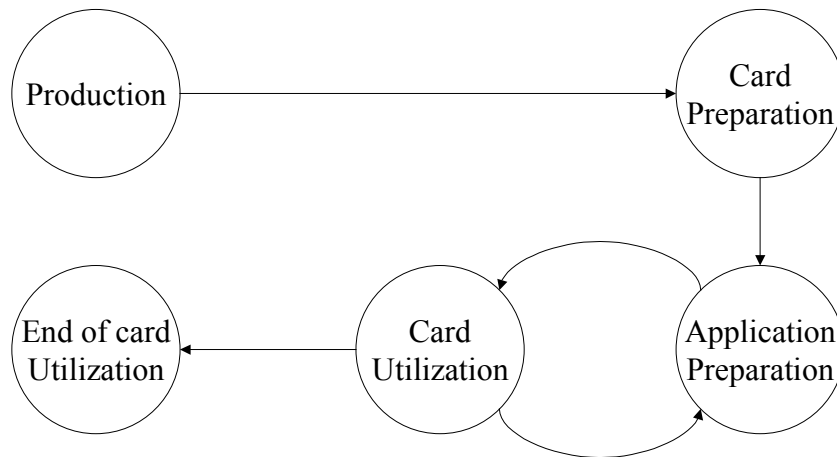 Production
Card
Preparation
End of card
Utilization
Card
Utilization
Application
Preparation